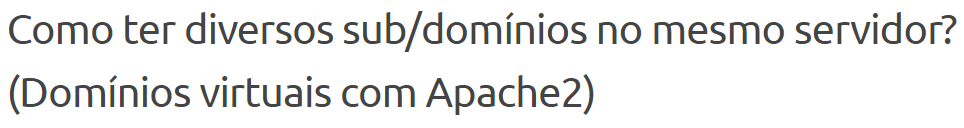 Como ter diversos sub/domínios no mesmo servidor?
(Domínios virtuais com Apache2)